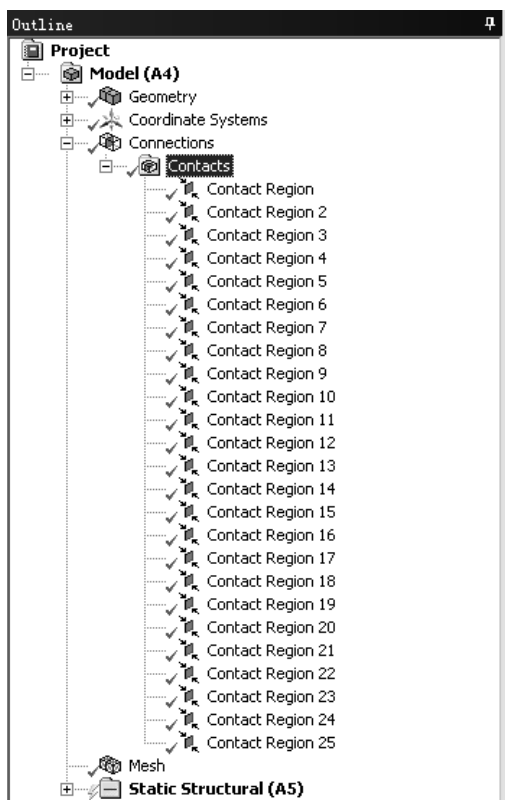 Outline
Project
Model (A4)
Geometry
Coordinate Systems
Connections
Contacts
Contact Region
Contact Region 2
Contact Region 3
Contact Region 4
Contact Region 5
Contact Region 6
Contact Region 7
Contact Region 8
Contact Region 9
Contact Region 10
Contact Region 11
Contact Region 12
Contact Region 13
Contact Region 14
Contact Region 15
Contact Region 16
Contact Region 17
Contact Region 18
Contact Region 19
Contact Region 20
Contact Region 21
Contact Region 22
Contact Region 23
Contact Region 24
Contact Region 25
Mesh
Static Structural (A5)